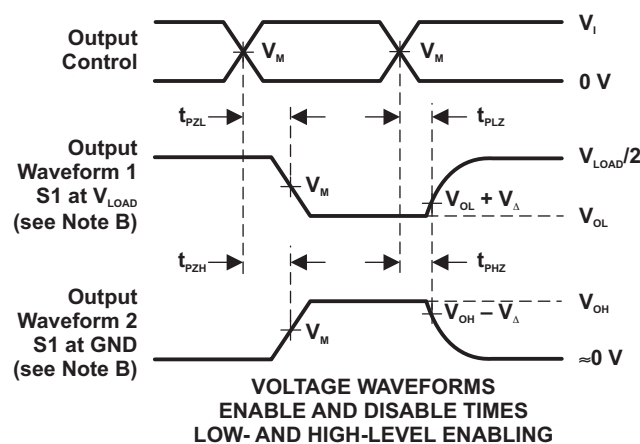 Output
Control
V_M
V_M
V_I
0 V
t_PZL
t_PLZ
Output
Waveform 1
S1 at V_LOAD
(see Note B)
V_M
V_OL + V_Δ
V_LOAD/2
V_OL
t_PZH
t_PHZ
Output
Waveform 2
S1 at GND
(see Note B)
V_M
V_OH – V_Δ
V_OH
≈0 V
VOLTAGE WAVEFORMS
ENABLE AND DISABLE TIMES
LOW- AND HIGH-LEVEL ENABLING